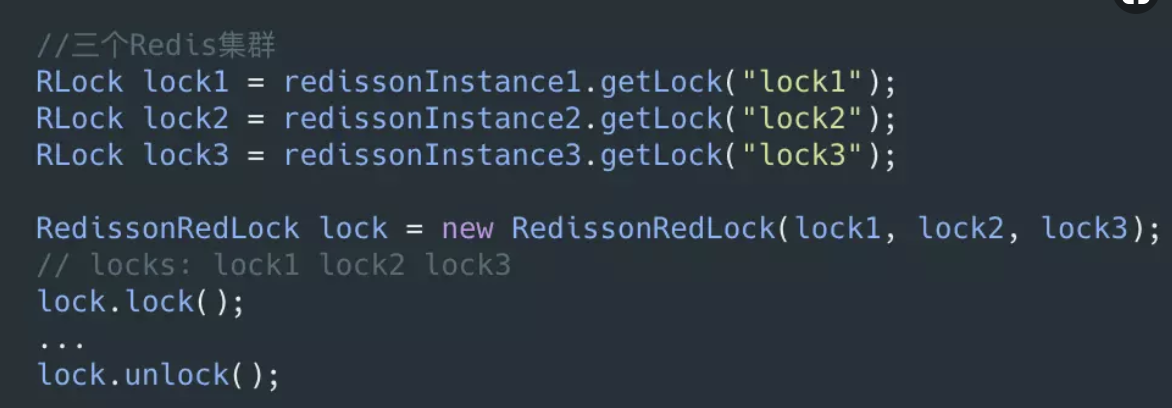 //三个Redis集群
RLock lock1 = redissonInstance1.getLock("lock1");
RLock lock2 = redissonInstance2.getLock("lock2");
RLock lock3 = redissonInstance3.getLock("lock3");
RedissonRedLock lock = new RedissonRedLock(lock1, lock2, lock3);
// locks: lock1 lock2 lock3
lock.lock();
...
lock.unlock();